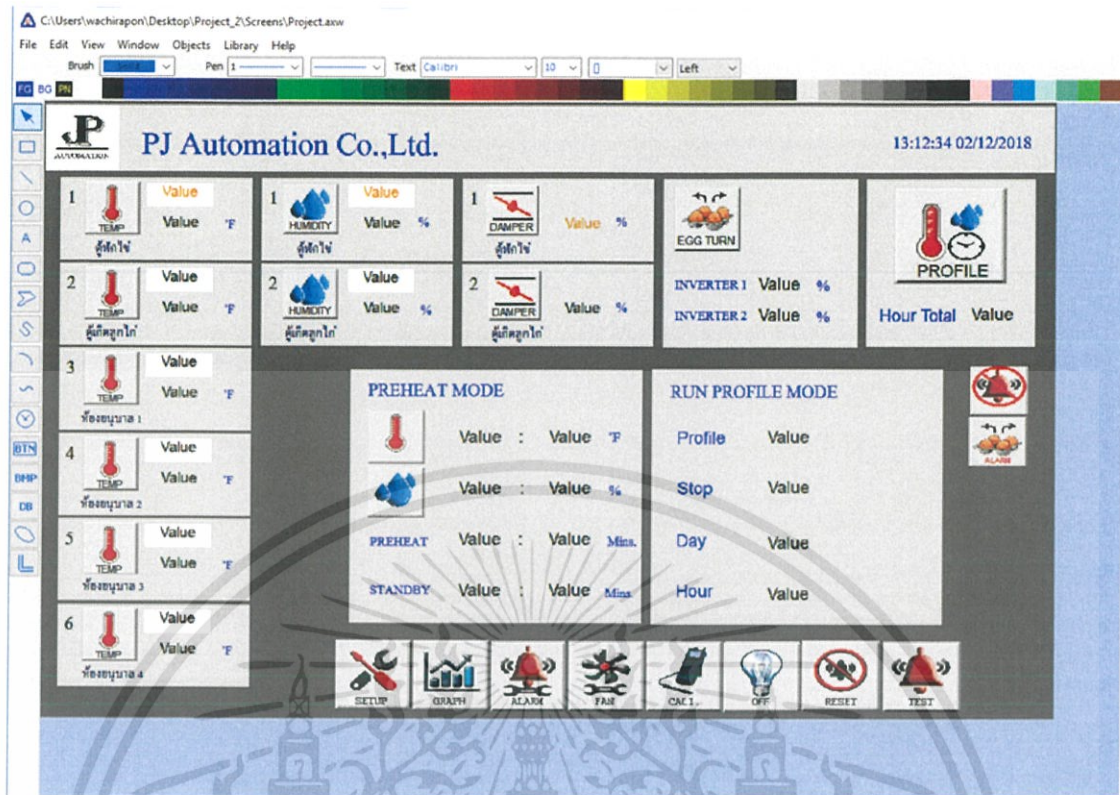 C:\Users\wachirapon\Desktop\Project_2\Screens\Project.axw
File Edit View Window Objects Library Help
Brush Solid Pen 1 Text Calibri 10 [] Left
FG BG PN
JP
AUTOMATION
PJ Automation Co.,Ltd.
13:12:34 02/12/2018
A
BTN
BMP
DB
1 TEMP Value
Value °F
ตู้ฟักไข่
1 HUMIDITY Value
Value %
ตู้ฟักไข่
1 DAMPER Value %
ตู้ฟักไข่
EGG TURN
INVERTER 1 Value %
INVERTER 2 Value %
PROFILE
Hour Total Value
2 TEMP Value
Value °F
ตู้เกิดลูกไก่
2 HUMIDITY Value
Value %
ตู้เกิดลูกไก่
2 DAMPER Value %
ตู้เกิดลูกไก่
3 TEMP Value
Value °F
ห้องอนุบาล 1
4 TEMP Value
Value °F
ห้องอนุบาล 2
5 TEMP Value
Value °F
ห้องอนุบาล 3
6 TEMP Value
Value °F
ห้องอนุบาล 4
PREHEAT MODE
Value : Value °F
Value : Value %
PREHEAT Value : Value Mins.
STANDBY Value : Value Mins.
RUN PROFILE MODE
Profile Value
Stop Value
Day Value
Hour Value
ALARM
SETUP GRAPH ALARM FAN CALI. OFF RESET TEST